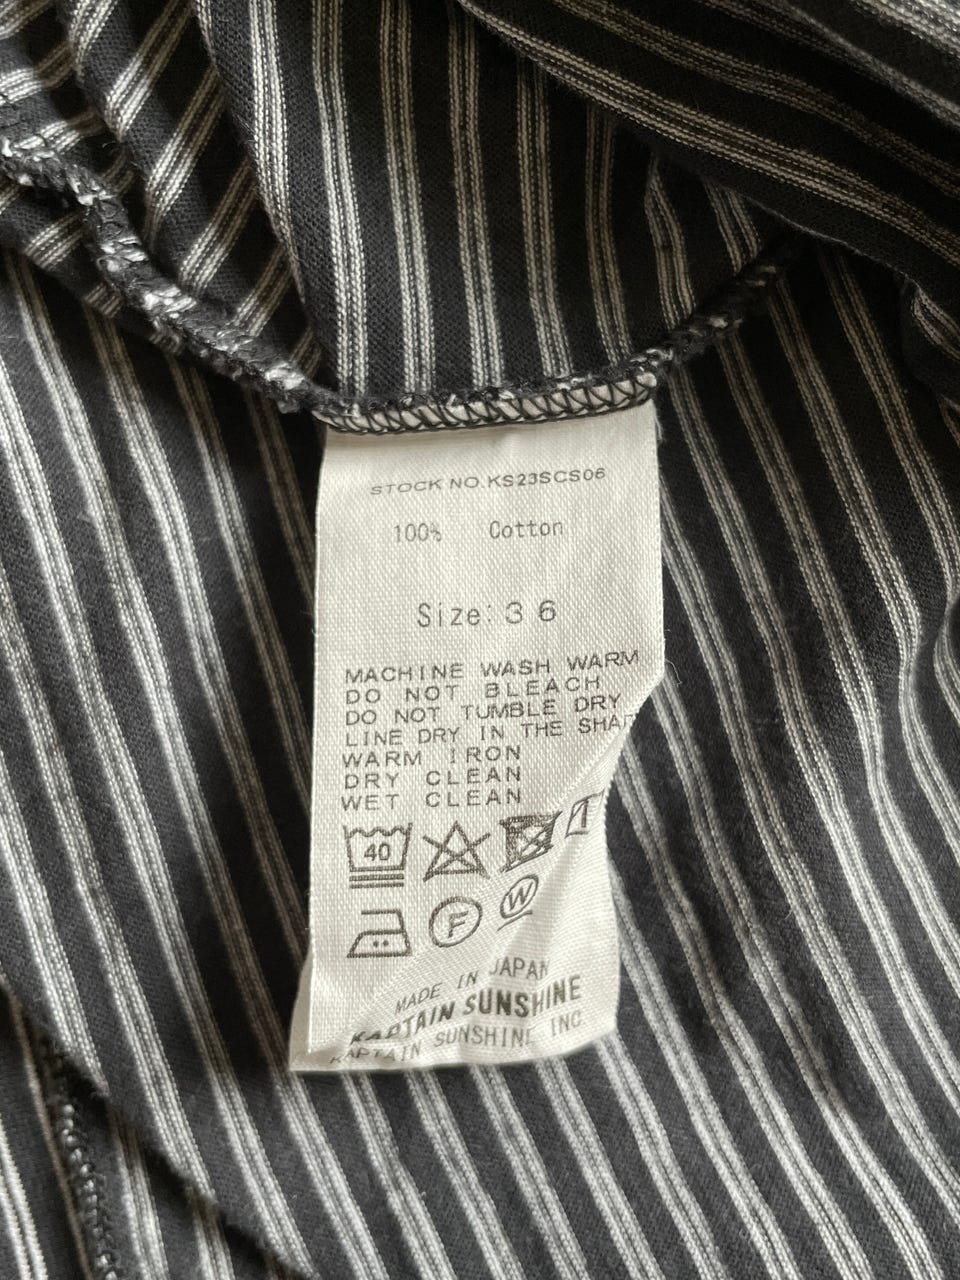 STOCK NO.KS23SCS06
100% Cotton
Size: 36
MACHINE WASH WARM
DO NOT BLEACH
DO NOT TUMBLE DRY
LINE DRY IN THE
WARM IRON
DRY CLEAN
WET CLEAN
40
F W
MADE IN JAPAN
KAPTAIN SUNSHINE
KAPTAIN SUNSHINE INC